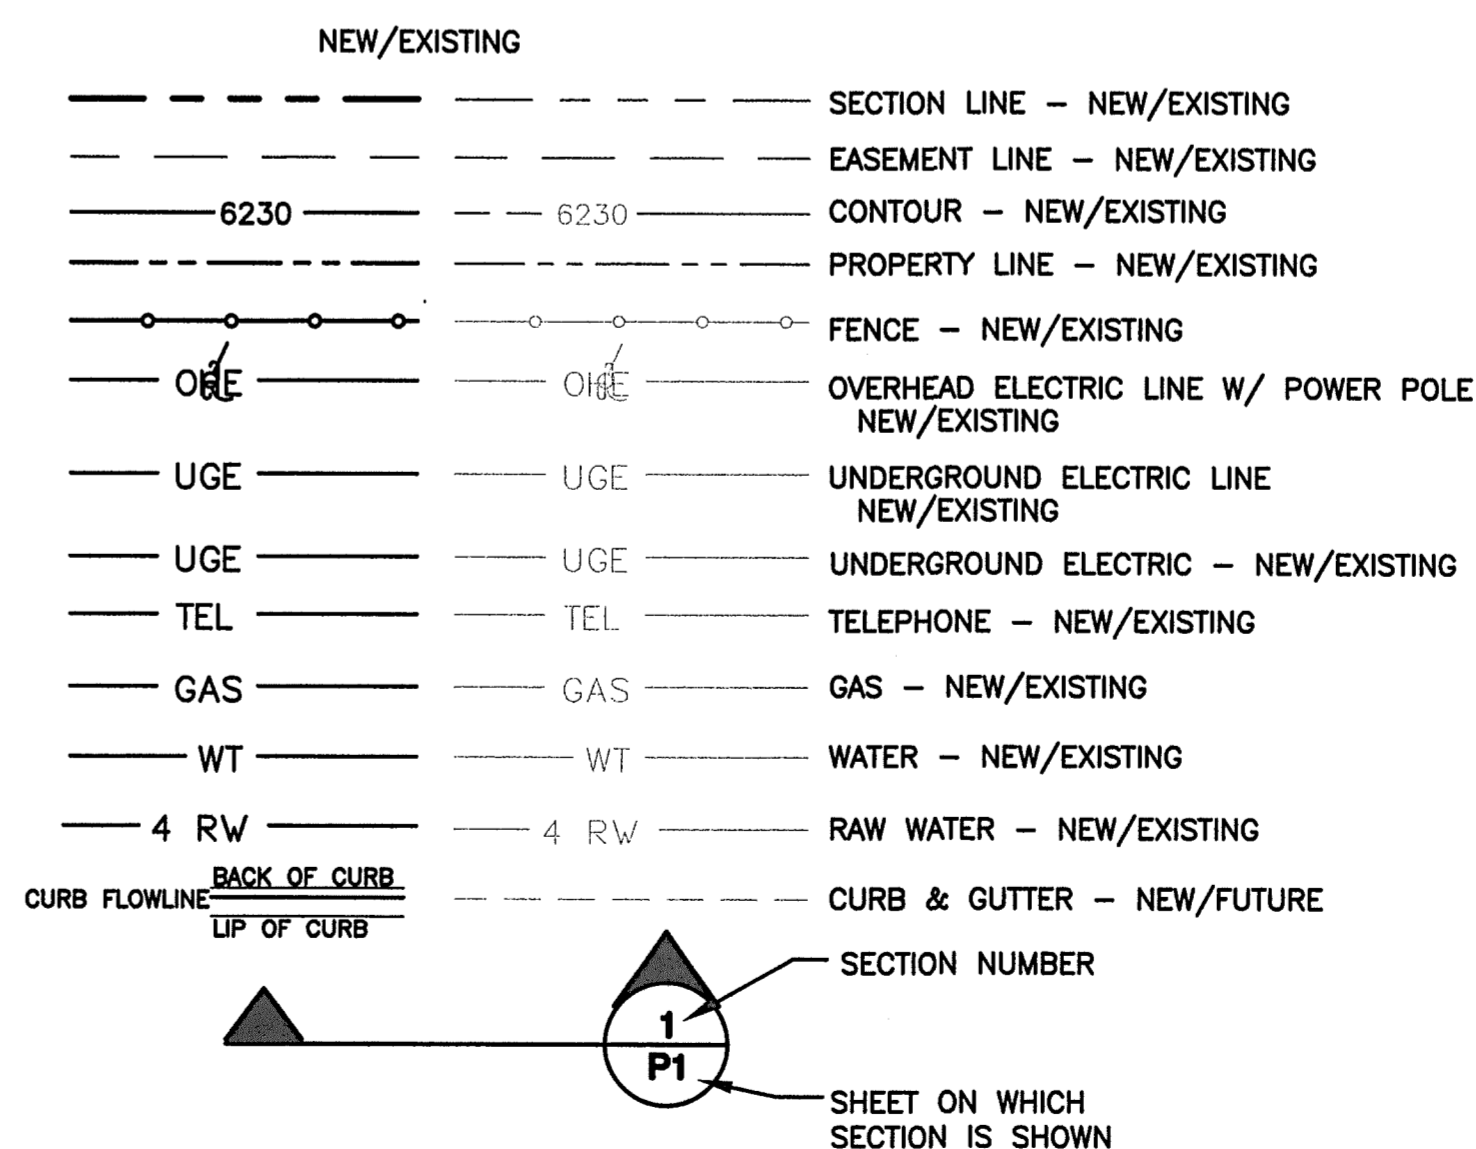 NEW/EXISTING
SECTION LINE – NEW/EXISTING
EASEMENT LINE – NEW/EXISTING
6230 6230 CONTOUR – NEW/EXISTING
PROPERTY LINE – NEW/EXISTING
FENCE – NEW/EXISTING
OHE OHE OVERHEAD ELECTRIC LINE W/ POWER POLE
NEW/EXISTING
UGE UGE UNDERGROUND ELECTRIC LINE
NEW/EXISTING
UGE UGE UNDERGROUND ELECTRIC – NEW/EXISTING
TEL TEL TELEPHONE – NEW/EXISTING
GAS GAS GAS – NEW/EXISTING
WT WT WATER – NEW/EXISTING
4 RW 4 RW RAW WATER – NEW/EXISTING
BACK OF CURB
CURB FLOWLINE CURB & GUTTER – NEW/FUTURE
LIP OF CURB
SECTION NUMBER
1
P1
SHEET ON WHICH
SECTION IS SHOWN